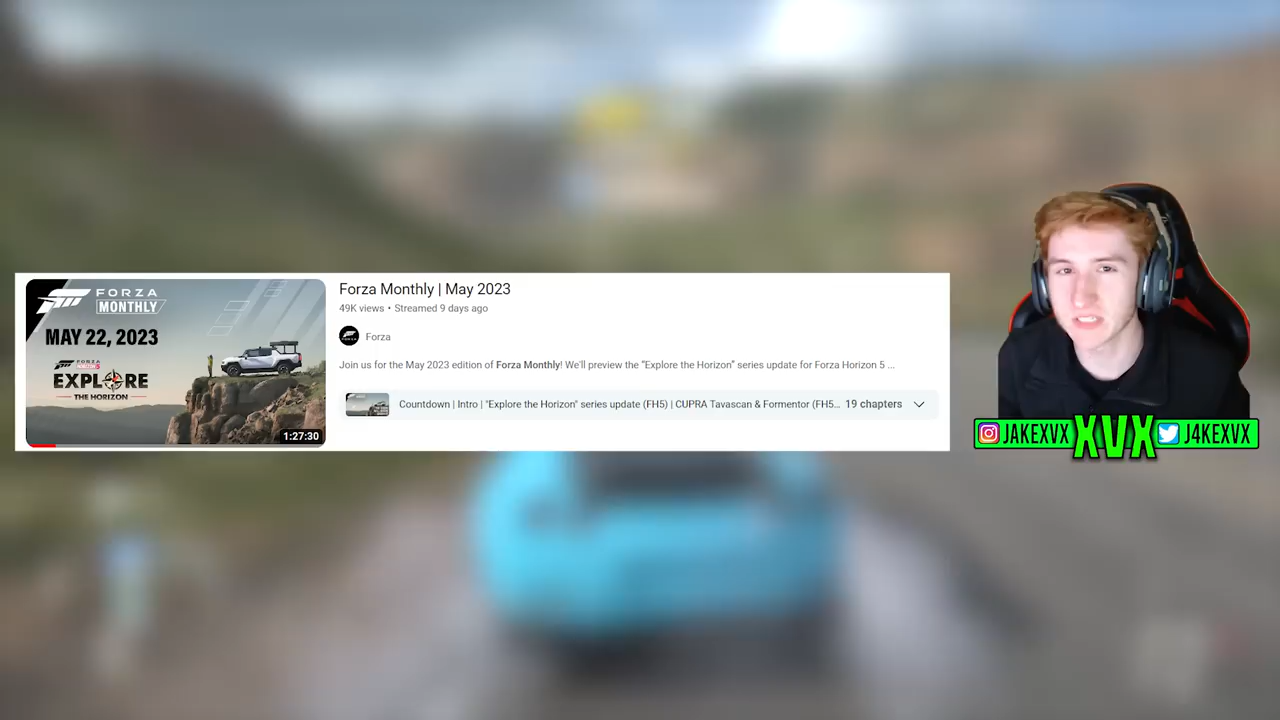 FORZA
MONTHLY
MAY 22, 2023
FORZA
HORIZON 5
EXPLORE
THE HORIZON
1:27:30
Forza Monthly | May 2023
49K views • Streamed 9 days ago
Forza
Join us for the May 2023 edition of Forza Monthly! We'll preview the “Explore the Horizon” series update for Forza Horizon 5 ...
Countdown | Intro | "Explore the Horizon" series update (FH5) | CUPRA Tavascan & Formentor (FH5... 19 chapters
JAKEXVX XVX J4KEXVX